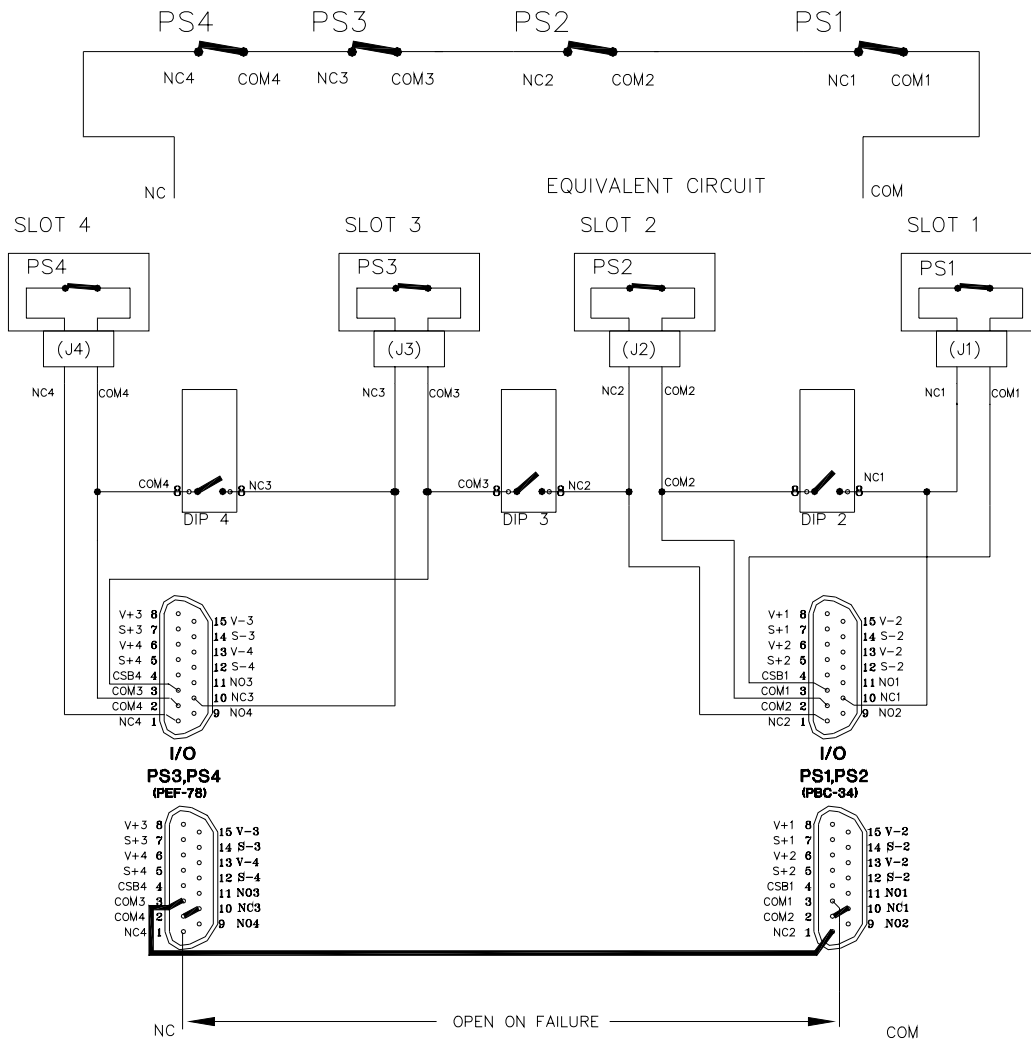 PS4 PS3 PS2 PS1
NC4 COM4 NC3 COM3 NC2 COM2 NC1 COM1
NC EQUIVALENT CIRCUIT COM
SLOT 4 SLOT 3 SLOT 2 SLOT 1
PS4 PS3 PS2 PS1
(J4) (J3) (J2) (J1)
NC4 COM4 NC3 COM3 NC2 COM2 NC1 COM1
COM4 8 8 NC3 COM3 8 8 NC2 COM2 8 8 NC1
DIP 4 DIP 3 DIP 2
V+3 8
S+3 7
V+4 6
S+4 5
CSB4 4
COM3 3
COM4 2
NC4 1
15 V-3
14 S-3
13 V-4
12 S-4
11 NO3
10 NC3
9 NO4
I/O
PS3,PS4
(PEF-78)
V+1 8
S+1 7
V+2 6
S+2 5
CSB1 4
COM1 3
COM2 2
NC2 1
15 V-2
14 S-2
13 V-2
12 S-2
11 NO1
10 NC1
9 NO2
I/O
PS1,PS2
(PBC-34)
V+3 8
S+3 7
V+4 6
S+4 5
CSB4 4
COM3 3
COM4 2
NC4 1
15 V-3
14 S-3
13 V-4
12 S-4
11 NO3
10 NC3
9 NO4
V+1 8
S+1 7
V+2 6
S+2 5
CSB1 4
COM1 3
COM2 2
NC2 1
15 V-2
14 S-2
13 V-2
12 S-2
11 NO1
10 NC1
9 NO2
NC OPEN ON FAILURE COM